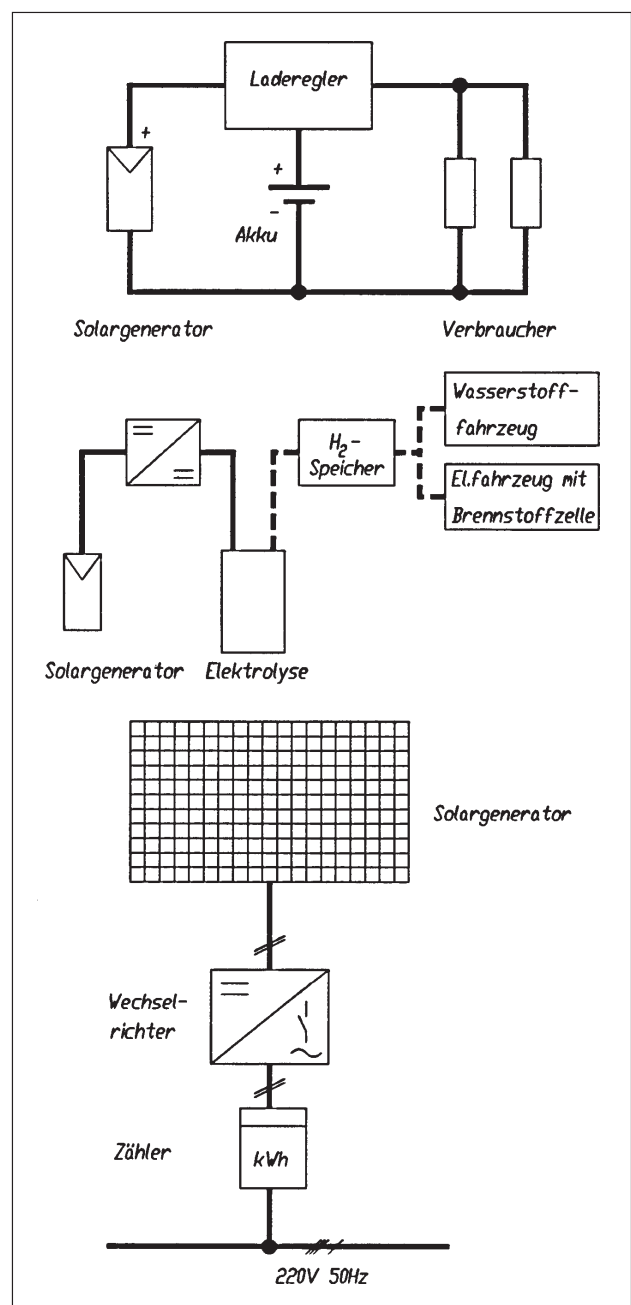 Laderegler
+
+
-
Akku
Solargenerator
Verbraucher
Wasserstoff-
fahrzeug
H₂-
Speicher
El.fahrzeug mit
Brennstoffzelle
Solargenerator
Elektrolyse
Solargenerator
Wechsel-
richter
Zähler
kWh
220V 50Hz